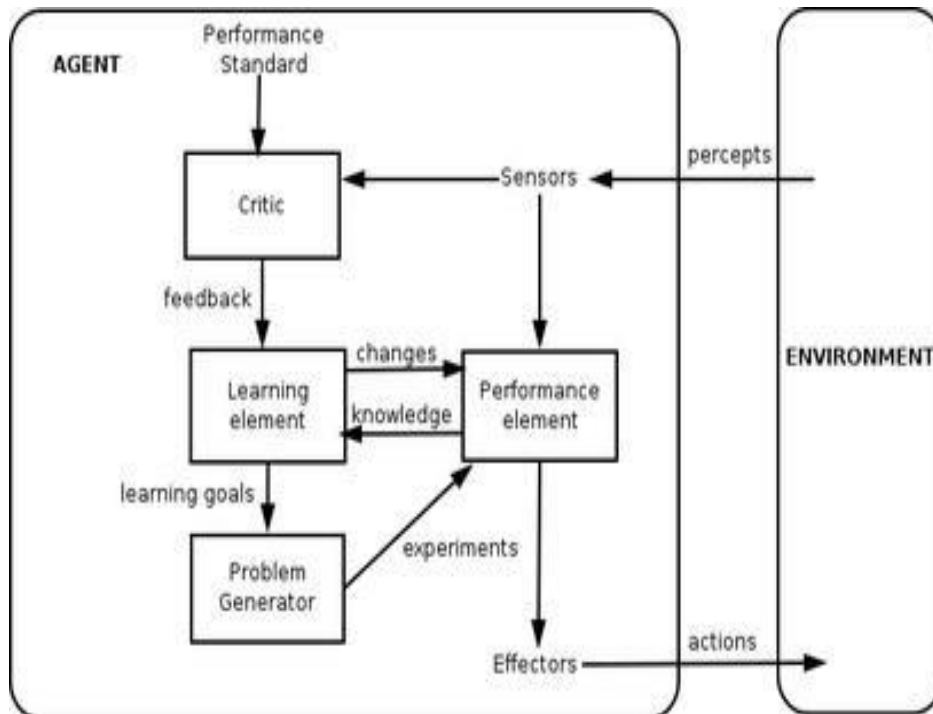 Performance
Standard
AGENT
percepts
Sensors
Critic
feedback
changes
ENVIRONMENT
Learning
element
Performance
element
knowledge
learning goals
experiments
Problem
Generator
actions
Effectors